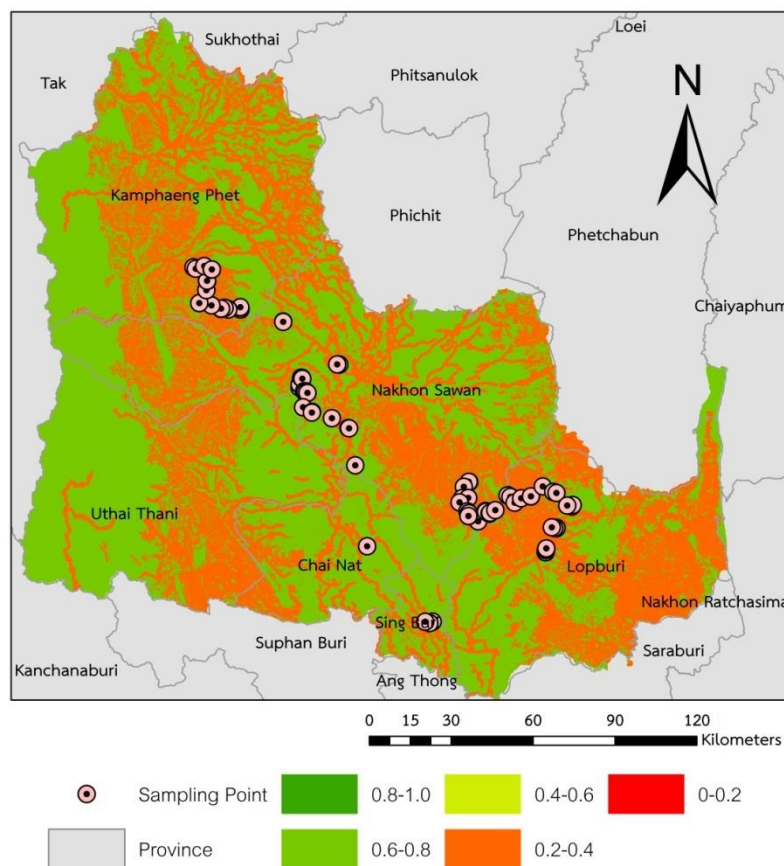 Sukhothai
Loei
Tak
Phitsanulok
N
Kamphaeng Phet
Phichit
Phetchabun
Chaiyaphum
Nakhon Sawan
Uthai Thani
Chai Nat
Lopburi
Nakhon Ratchasima
Sing
Suphan Buri
Saraburi
Kanchanaburi
Ang Thong
0 15 30 60 90 120
Kilometers
Sampling Point 0.8-1.0 0.4-0.6 0-0.2
Province 0.6-0.8 0.2-0.4